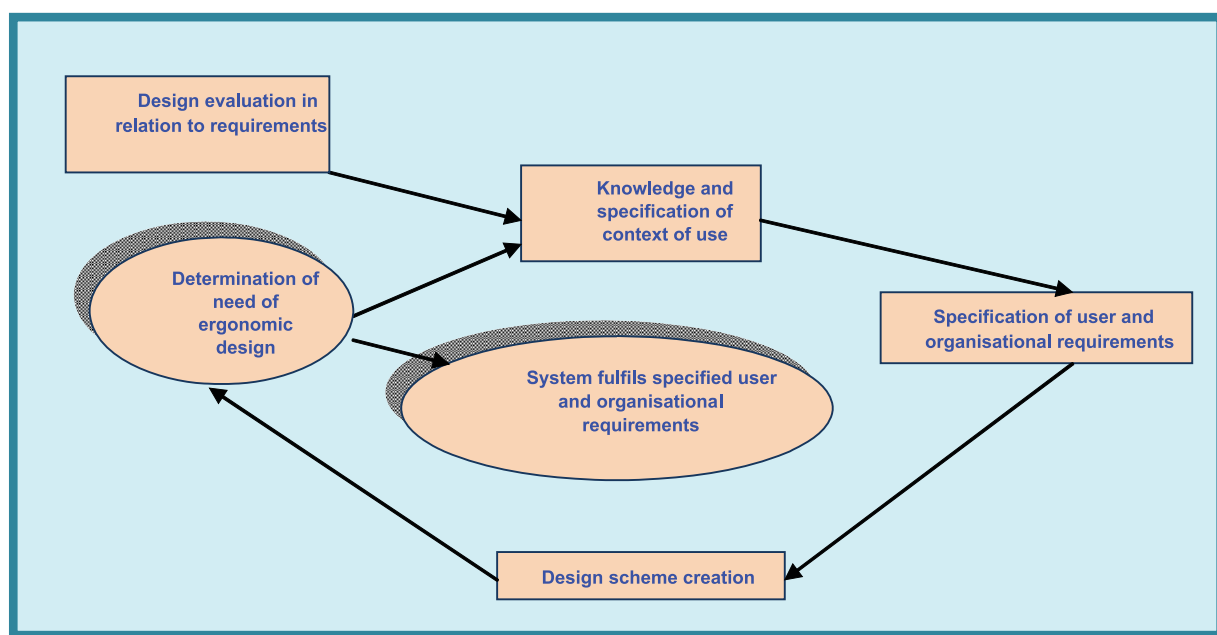 Design evaluation in
relation to requirements
Knowledge and
specification of
context of use
Determination of
need of
ergonomic
design
Specification of user and
organisational requirements
System fulfils specified user
and organisational
requirements
Design scheme creation